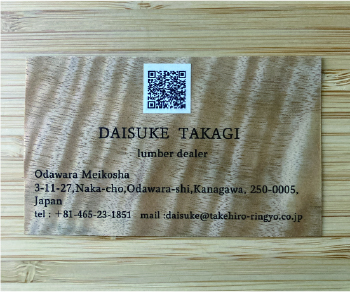 DAISUKE TAKAGI
lumber dealer
Odawara Meikosha
3-11-27,Naka-cho,Odawara-shi,Kanagawa, 250-0005,
Japan
tel : +81-465-23-1851 mail :daisuke@takehiro-ringyo.co.jp